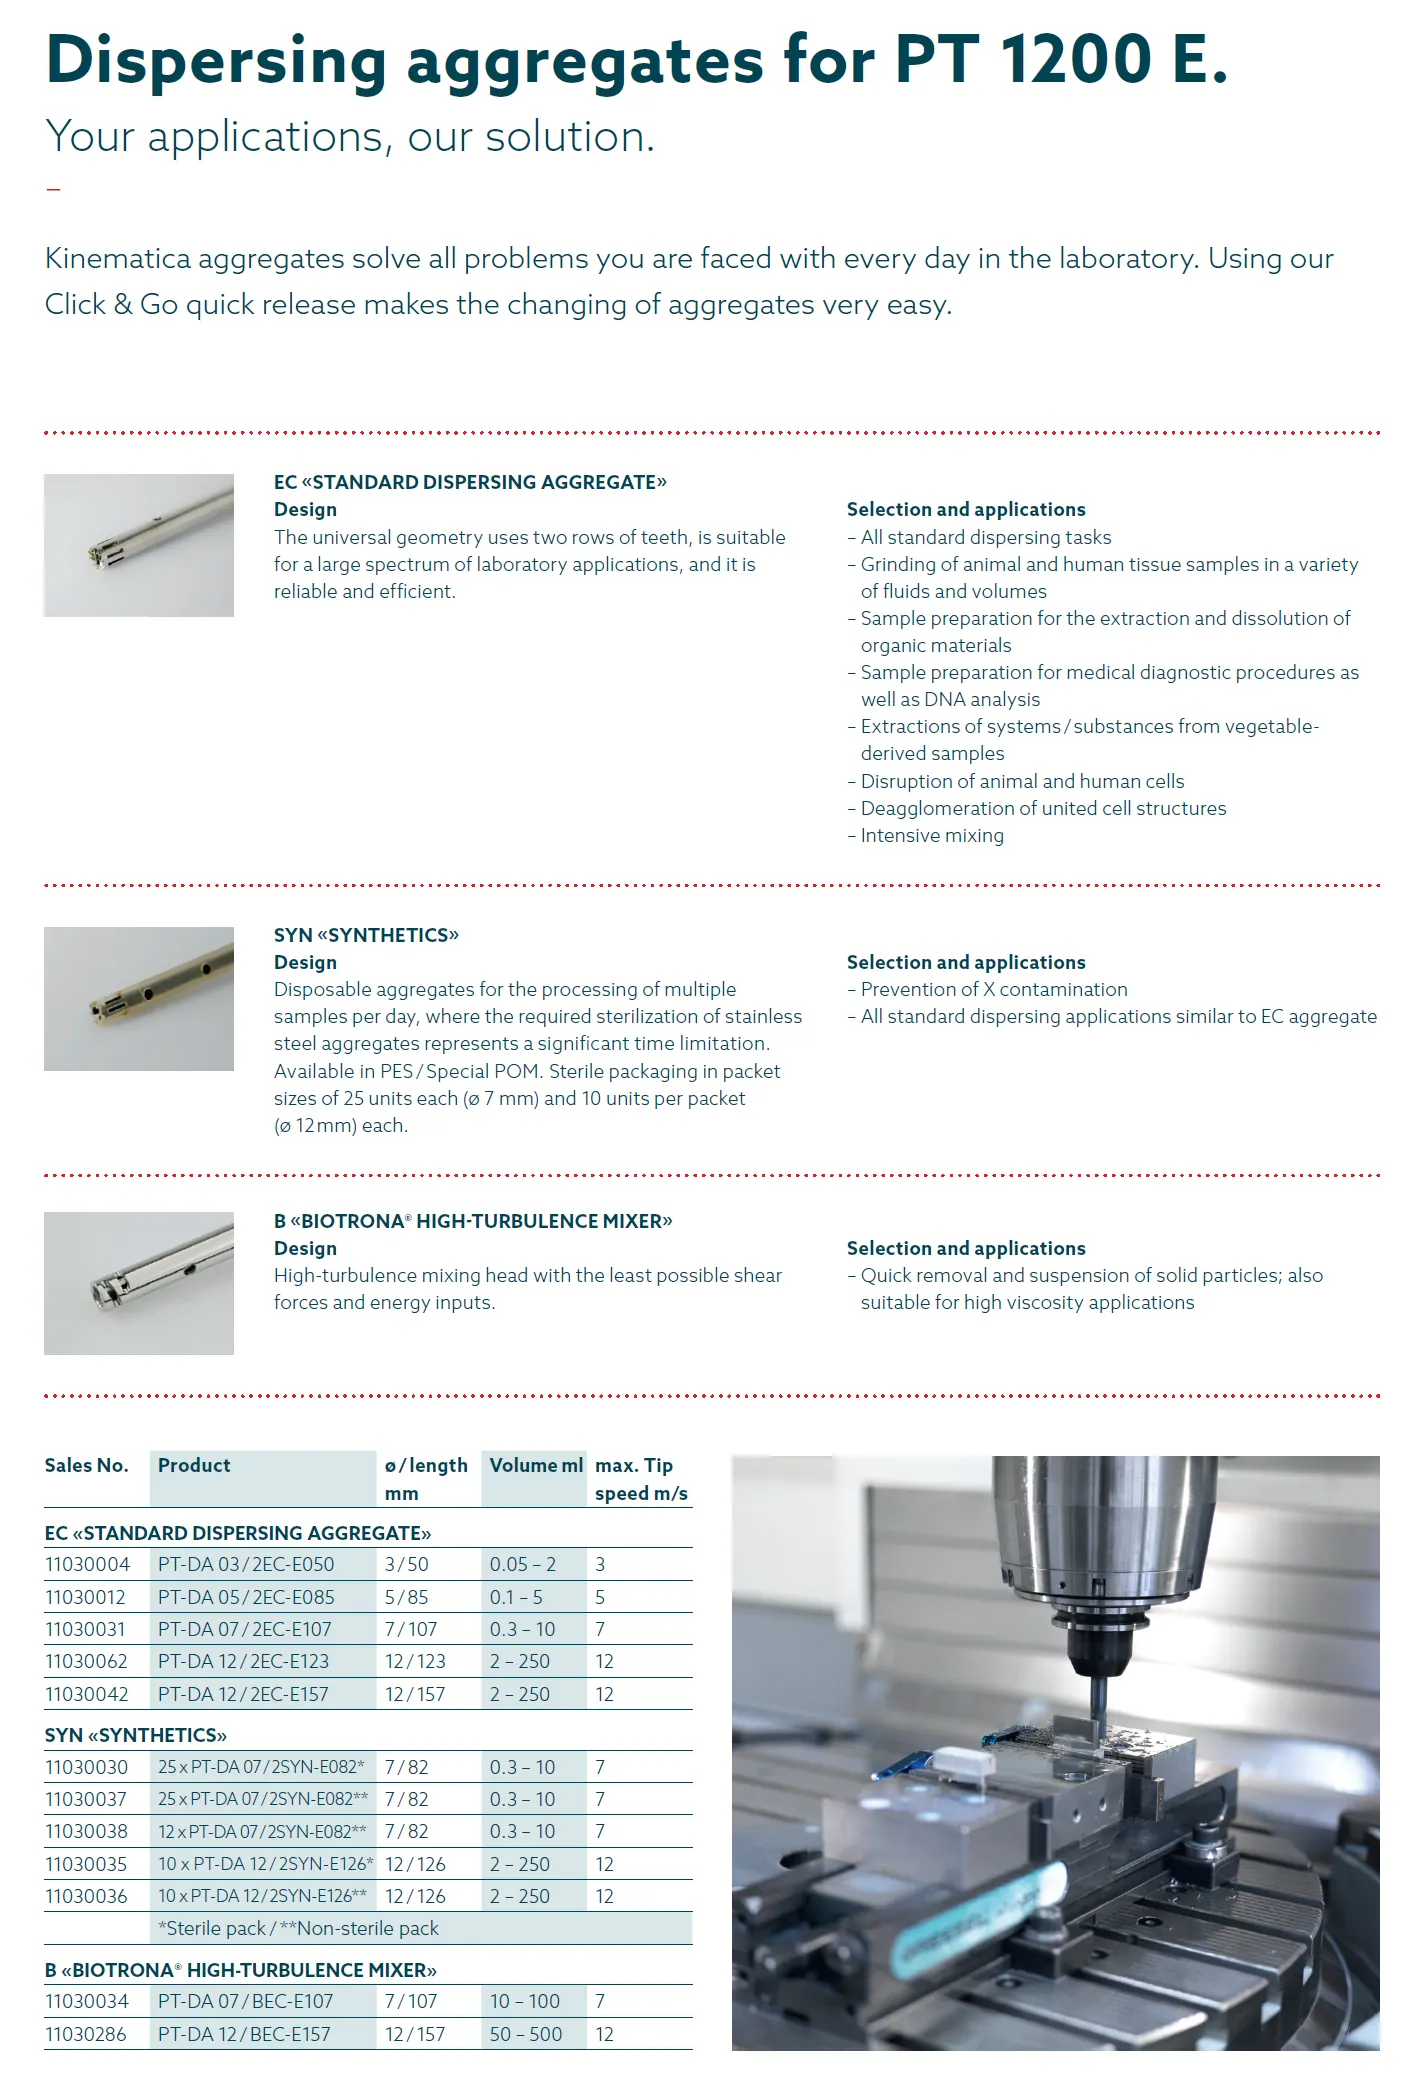 Dispersing aggregates for PT 1200 E.
Your applications, our solution.
–
Kinematica aggregates solve all problems you are faced with every day in the laboratory. Using our
Click & Go quick release makes the changing of aggregates very easy.
EC «STANDARD DISPERSING AGGREGATE»
Design
The universal geometry uses two rows of teeth, is suitable
for a large spectrum of laboratory applications, and it is
reliable and efficient.
Selection and applications
– All standard dispersing tasks
– Grinding of animal and human tissue samples in a variety
of fluids and volumes
– Sample preparation for the extraction and dissolution of
organic materials
– Sample preparation for medical diagnostic procedures as
well as DNA analysis
– Extractions of systems / substances from vegetable-
derived samples
– Disruption of animal and human cells
– Deagglomeration of united cell structures
– Intensive mixing
SYN «SYNTHETICS»
Design
Disposable aggregates for the processing of multiple
samples per day, where the required sterilization of stainless
steel aggregates represents a significant time limitation.
Available in PES / Special POM. Sterile packaging in packet
sizes of 25 units each (ø 7 mm) and 10 units per packet
(ø 12 mm) each.
Selection and applications
– Prevention of X contamination
– All standard dispersing applications similar to EC aggregate
B «BIOTRONA® HIGH-TURBULENCE MIXER»
Design
High-turbulence mixing head with the least possible shear
forces and energy inputs.
Selection and applications
– Quick removal and suspension of solid particles; also
suitable for high viscosity applications
Sales No. Product ø / length Volume ml max. Tip
mm speed m/s
EC «STANDARD DISPERSING AGGREGATE»
11030004 PT-DA 03 / 2EC-E050 3 / 50 0.05 – 2 3
11030012 PT-DA 05 / 2EC-E085 5 / 85 0.1 – 5 5
11030031 PT-DA 07 / 2EC-E107 7 / 107 0.3 – 10 7
11030062 PT-DA 12 / 2EC-E123 12 / 123 2 – 250 12
11030042 PT-DA 12 / 2EC-E157 12 / 157 2 – 250 12
SYN «SYNTHETICS»
11030030 25 x PT-DA 07 / 2SYN-E082* 7 / 82 0.3 – 10 7
11030037 25 x PT-DA 07 / 2SYN-E082** 7 / 82 0.3 – 10 7
11030038 12 x PT-DA 07 / 2SYN-E082** 7 / 82 0.3 – 10 7
11030035 10 x PT-DA 12 / 2SYN-E126* 12 / 126 2 – 250 12
11030036 10 x PT-DA 12 / 2SYN-E126** 12 / 126 2 – 250 12
*Sterile pack / **Non-sterile pack
B «BIOTRONA® HIGH-TURBULENCE MIXER»
11030034 PT-DA 07 / BEC-E107 7 / 107 10 – 100 7
11030286 PT-DA 12 / BEC-E157 12 / 157 50 – 500 12